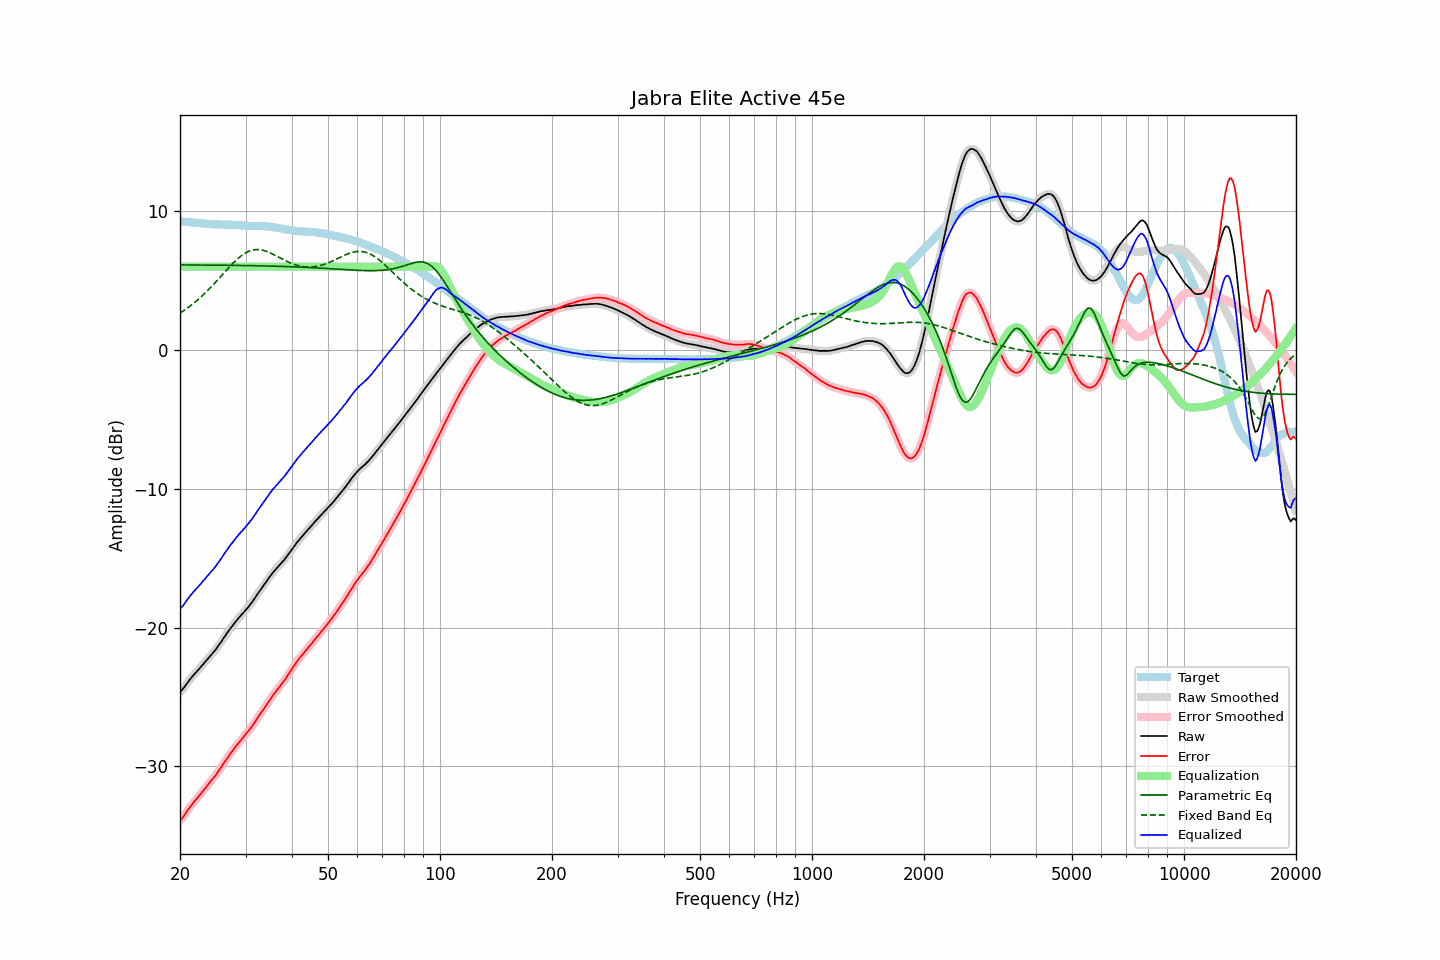 Jabra Elite Active 45e
Amplitude (dBr)
10
0
−10
−20
−30
20
50
100
200
500
1000
2000
5000
10000
20000
Frequency (Hz)
Target
Raw Smoothed
Error Smoothed
Raw
Error
Equalization
Parametric Eq
Fixed Band Eq
Equalized